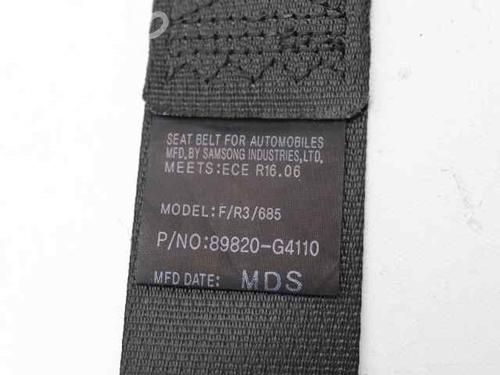 SEAT BELT FOR AUTOMOBILES
MFD.BY SAMSONG INDUSTRIES,LTD.
MEETS:ECE R16.06
MODEL:F/R3/685
P/NO:89820-G4110
MFD DATE: MDS